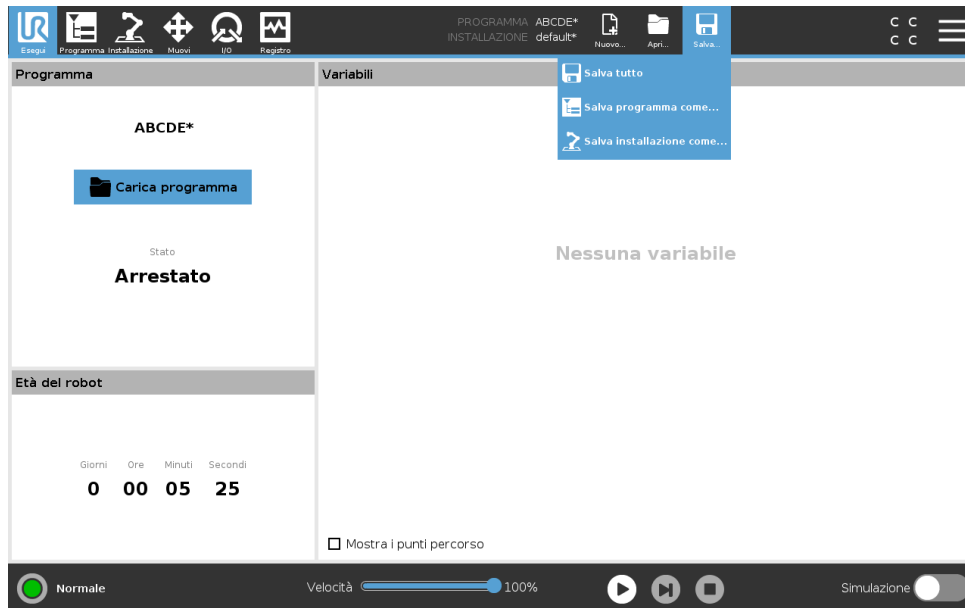 UR
Esegui
Programma
Installazione
Muovi
I/O
Registro
PROGRAMMA ABCDE*
INSTALLAZIONE default*
Nuovo...
Apri...
Salva...
C C
C C
Salva tutto
Salva programma come...
Salva installazione come...
Programma
ABCDE*
Carica programma
Stato
Arrestato
Variabili
Nessuna variabile
Età del robot
Giorni Ore Minuti Secondi
0 00 05 25
Mostra i punti percorso
Normale
Velocità 100%
Simulazione